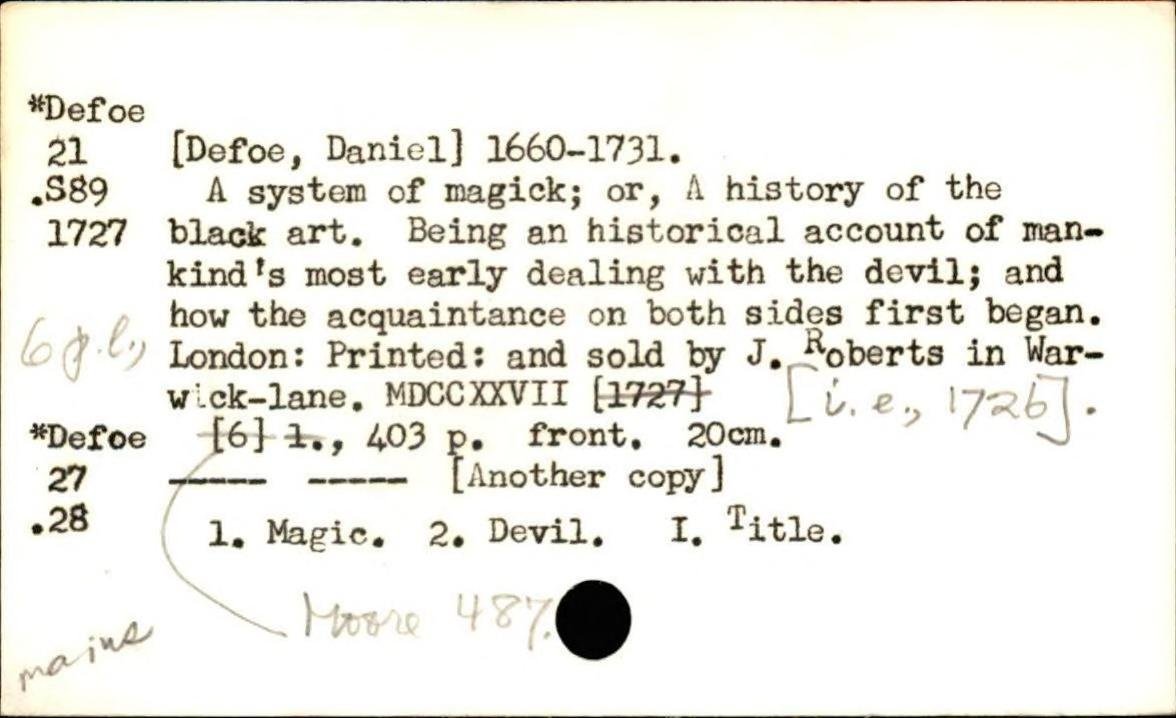 *Defoe
21 [Defoe, Daniel] 1660-1731.
.S89 A system of magick; or, A history of the
1727 black art. Being an historical account of man-
kind's most early dealing with the devil; and
how the acquaintance on both sides first began.
6 p.l., London: Printed: and sold by J. Roberts in War-
wick-lane. MDCCXXVII [1727] [i.e., 1726].
*Defoe [6] l., 403 p. front. 20cm.
27 ----- ----- [Another copy]
.28 1. Magic. 2. Devil. I. Title.
Moore 487.